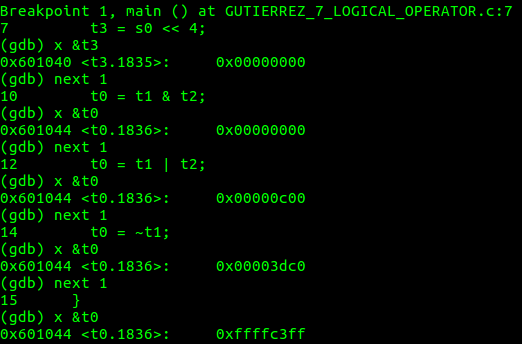 Breakpoint 1, main () at GUTIERREZ_7_LOGICAL_OPERATOR.c:7
7         t3 = s0 << 4;
(gdb) x &t3
0x601040 <t3.1835>:     0x00000000
(gdb) next 1
10        t0 = t1 & t2;
(gdb) x &t0
0x601044 <t0.1836>:     0x00000000
(gdb) next 1
12        t0 = t1 | t2;
(gdb) x &t0
0x601044 <t0.1836>:     0x00000c00
(gdb) next 1
14        t0 = ~t1;
(gdb) x &t0
0x601044 <t0.1836>:     0x00003dc0
(gdb) next 1
15      }
(gdb) x &t0
0x601044 <t0.1836>:     0xffffc3ff